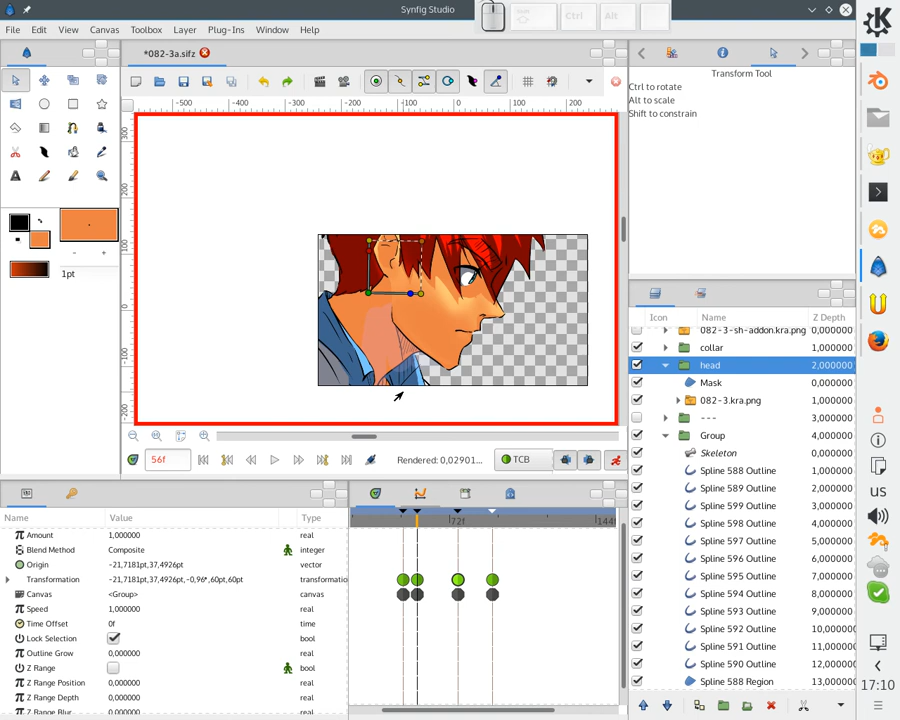 Synfig Studio
Shift
Ctrl
Alt
File Edit View Canvas Toolbox Layer Plug-Ins Window Help
*082-3a.sifz
Transform Tool
Ctrl to rotate
Alt to scale
Shift to constrain
-500 -400 -300 -200 -100 0 100 200
300
200
100
0
-100
-200
1pt
56f
Rendered: 0,02901...
TCB
Icon Name Z Depth
082-3-sh-addon.kra.png 0,000000
collar 1,000000
head 2,000000
Mask 0,000000
082-3.kra.png 1,000000
--- 3,000000
Group 4,000000
Skeleton 0,000000
Spline 588 Outline 1,000000
Spline 589 Outline 2,000000
Spline 599 Outline 3,000000
Spline 598 Outline 4,000000
Spline 597 Outline 5,000000
Spline 596 Outline 6,000000
Spline 595 Outline 7,000000
Spline 594 Outline 8,000000
Spline 593 Outline 9,000000
Spline 592 Outline 10,000000
Spline 591 Outline 11,000000
Spline 590 Outline 12,000000
Spline 588 Region 13,000000
Name Value Type
Amount 1,000000 real
Blend Method Composite integer
Origin -21,7181pt,37,4926pt vector
Transformation -21,7181pt,37,4926pt,-0,96°,60pt,60pt transformatio
Canvas <Group> canvas
Speed 1,000000 real
Time Offset 0f time
Lock Selection bool
Outline Grow 0,000000 real
Z Range bool
Z Range Position 0,000000 real
Z Range Depth 0,000000 real
Z Range Blur 0,000000 real
72f
144f
us
17:10